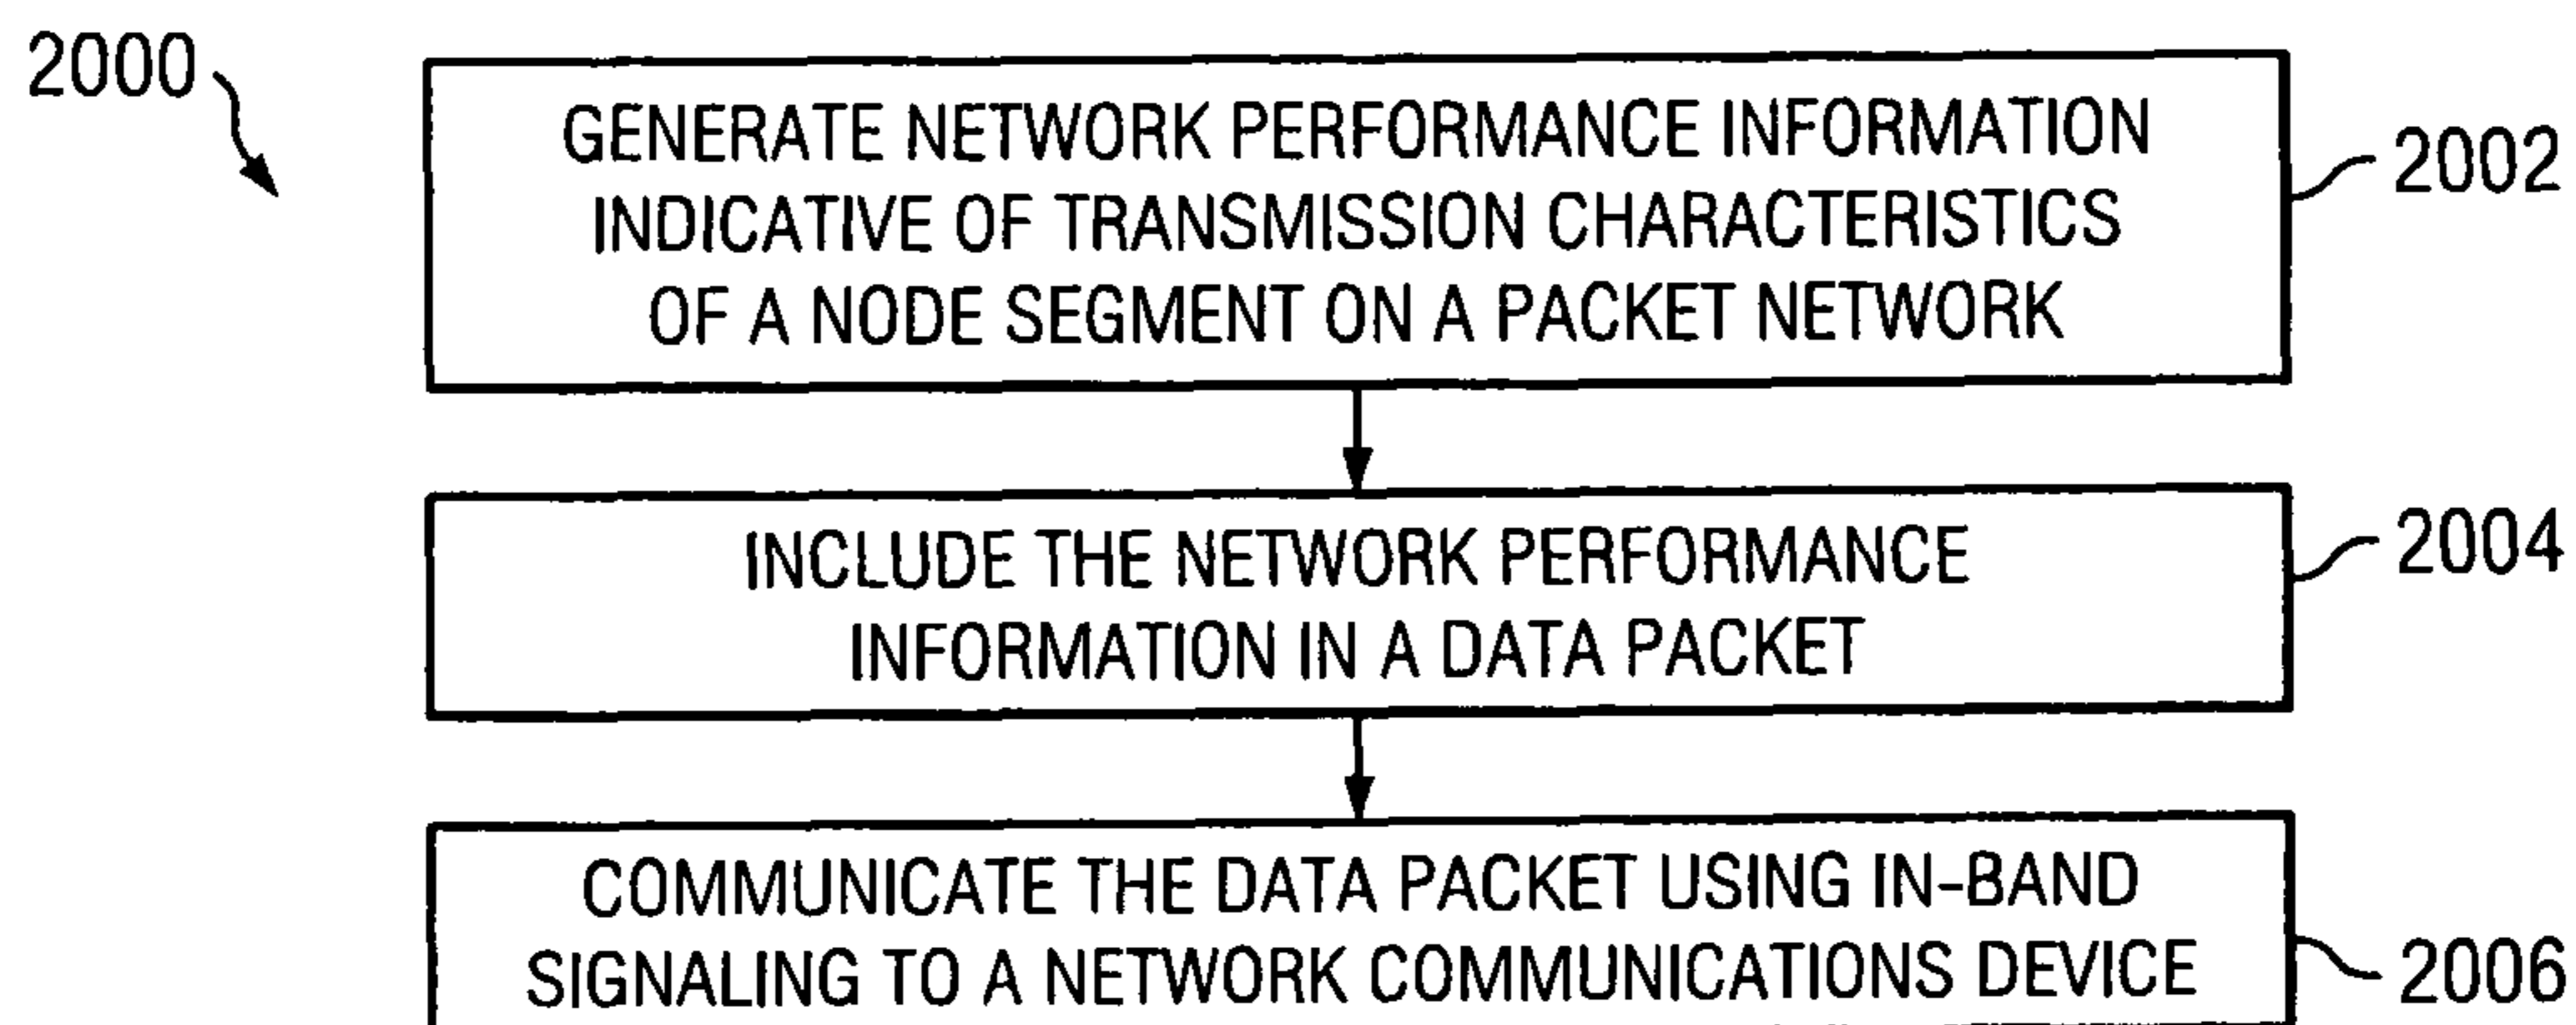 2000
GENERATE NETWORK PERFORMANCE INFORMATION
INDICATIVE OF TRANSMISSION CHARACTERISTICS
OF A NODE SEGMENT ON A PACKET NETWORK
2002
INCLUDE THE NETWORK PERFORMANCE
INFORMATION IN A DATA PACKET
2004
COMMUNICATE THE DATA PACKET USING IN-BAND
SIGNALING TO A NETWORK COMMUNICATIONS DEVICE
2006